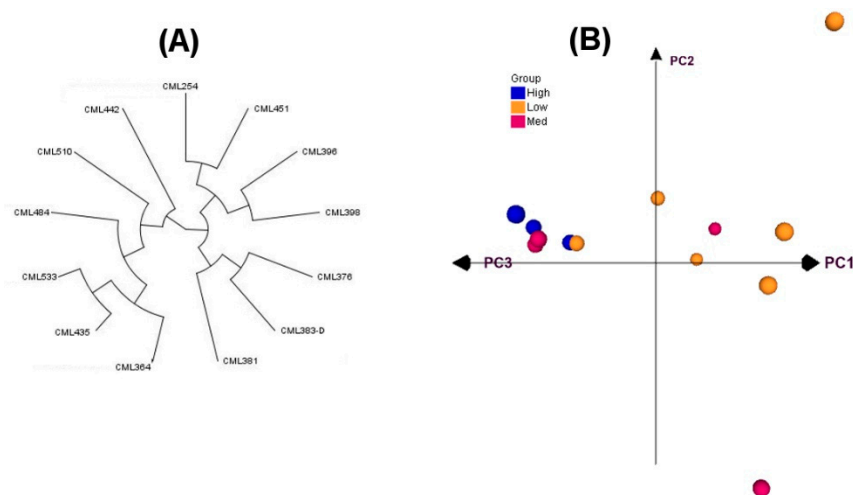 (A)
(B)
CML254
CML442
CML451
CML510
CML396
CML484
CML398
CML533
CML376
CML435
CML383-D
CML364
CML381
Group
High
Low
Med
PC2
PC3
PC1